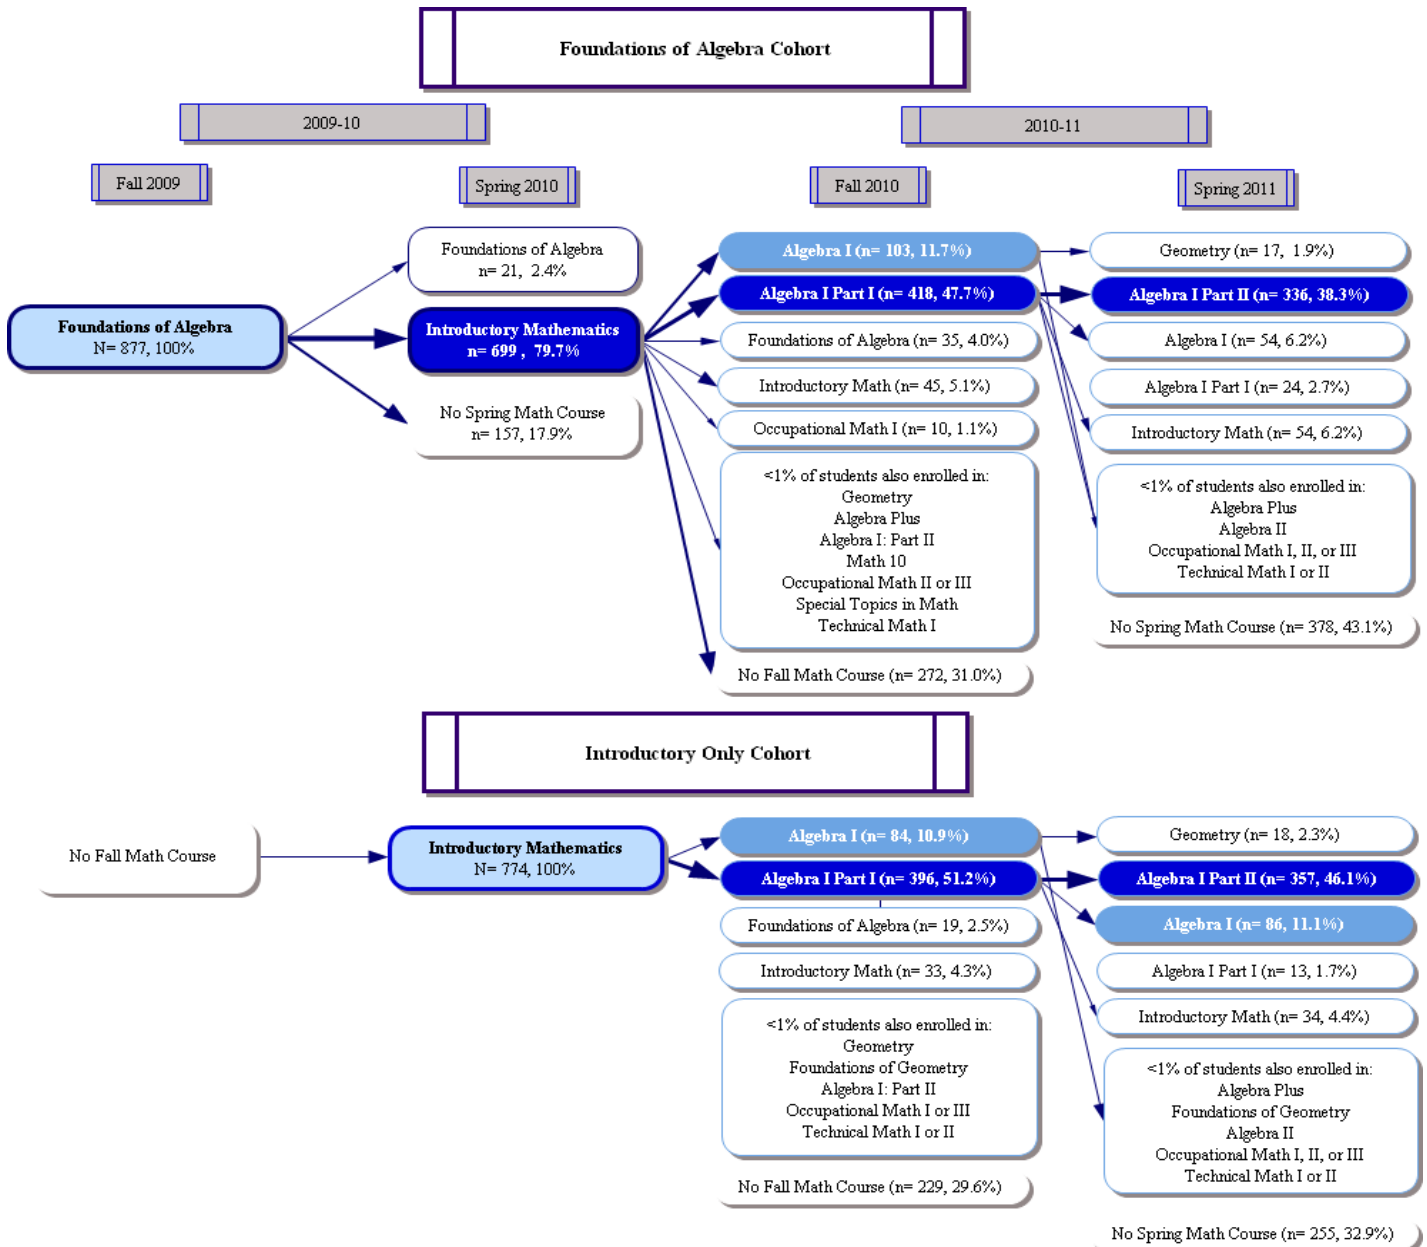 Foundations of Algebra Cohort
2009-10
2010-11
Fall 2009
Spring 2010
Fall 2010
Spring 2011
Foundations of Algebra
N= 877, 100%
Foundations of Algebra
n= 21, 2.4%
Introductory Mathematics
n= 699 , 79.7%
No Spring Math Course
n= 157, 17.9%
Algebra I (n= 103, 11.7%)
Algebra I Part I (n= 418, 47.7%)
Foundations of Algebra (n= 35, 4.0%)
Introductory Math (n= 45, 5.1%)
Occupational Math I (n= 10, 1.1%)
<1% of students also enrolled in:
Geometry
Algebra Plus
Algebra I: Part II
Math 10
Occupational Math II or III
Special Topics in Math
Technical Math I
No Fall Math Course (n= 272, 31.0%)
Geometry (n= 17, 1.9%)
Algebra I Part II (n= 336, 38.3%)
Algebra I (n= 54, 6.2%)
Algebra I Part I (n= 24, 2.7%)
Introductory Math (n= 54, 6.2%)
<1% of students also enrolled in:
Algebra Plus
Algebra II
Occupational Math I, II, or III
Technical Math I or II
No Spring Math Course (n= 378, 43.1%)
Introductory Only Cohort
No Fall Math Course
Introductory Mathematics
N= 774, 100%
Algebra I (n= 84, 10.9%)
Algebra I Part I (n= 396, 51.2%)
Foundations of Algebra (n= 19, 2.5%)
Introductory Math (n= 33, 4.3%)
<1% of students also enrolled in:
Geometry
Foundations of Geometry
Algebra I: Part II
Occupational Math I or III
Technical Math I or II
No Fall Math Course (n= 229, 29.6%)
Geometry (n= 18, 2.3%)
Algebra I Part II (n= 357, 46.1%)
Algebra I (n= 86, 11.1%)
Algebra I Part I (n= 13, 1.7%)
Introductory Math (n= 34, 4.4%)
<1% of students also enrolled in:
Algebra Plus
Foundations of Geometry
Algebra II
Occupational Math I, II, or III
Technical Math I or II
No Spring Math Course (n= 255, 32.9%)